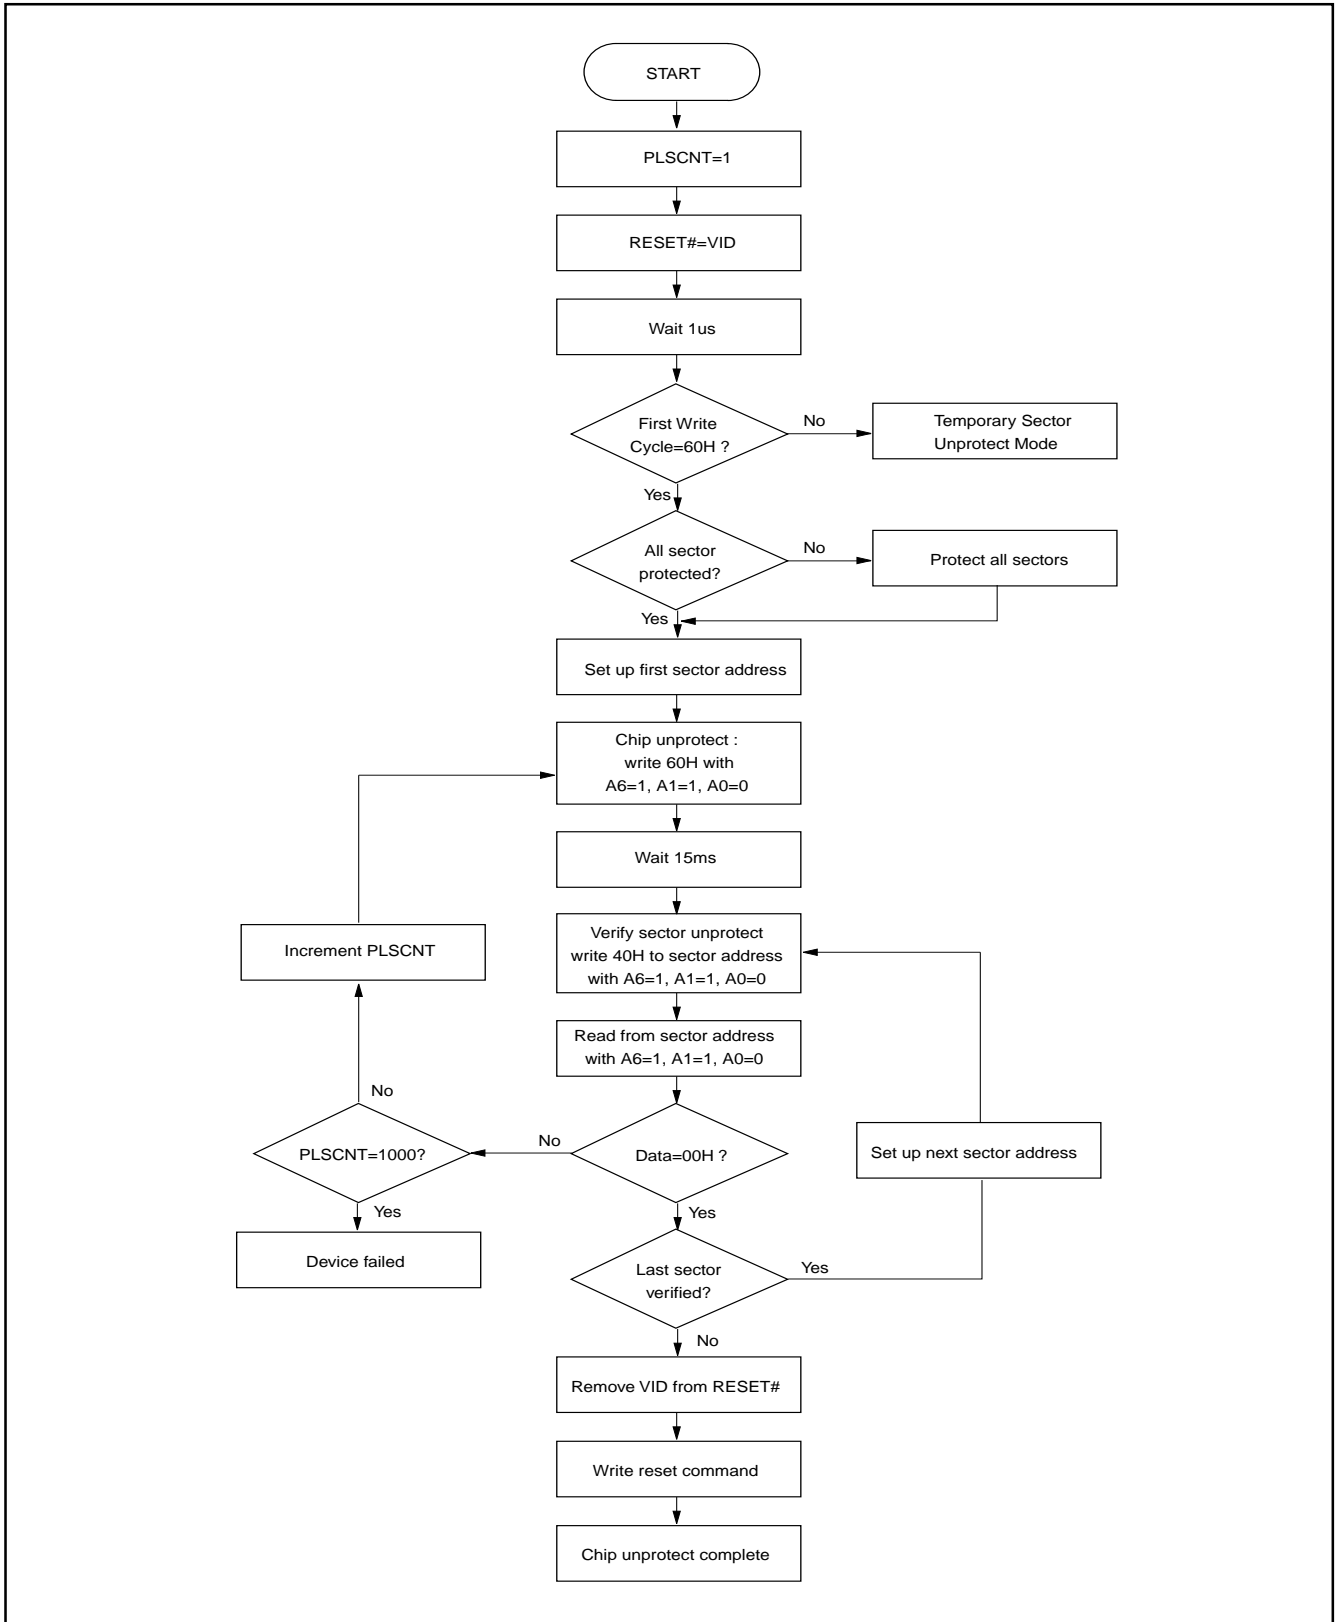 START
PLSCNT=1
RESET#=VID
Wait 1us
First Write
Cycle=60H ?
No
Temporary Sector
Unprotect Mode
Yes
All sector
protected?
No
Protect all sectors
Yes
Set up first sector address
Chip unprotect :
write 60H with
A6=1, A1=1, A0=0
Wait 15ms
Increment PLSCNT
Verify sector unprotect
write 40H to sector address
with A6=1, A1=1, A0=0
Read from sector address
with A6=1, A1=1, A0=0
No
PLSCNT=1000?
No
Data=00H ?
Set up next sector address
Yes
Yes
Device failed
Last sector
verified?
Yes
No
Remove VID from RESET#
Write reset command
Chip unprotect complete